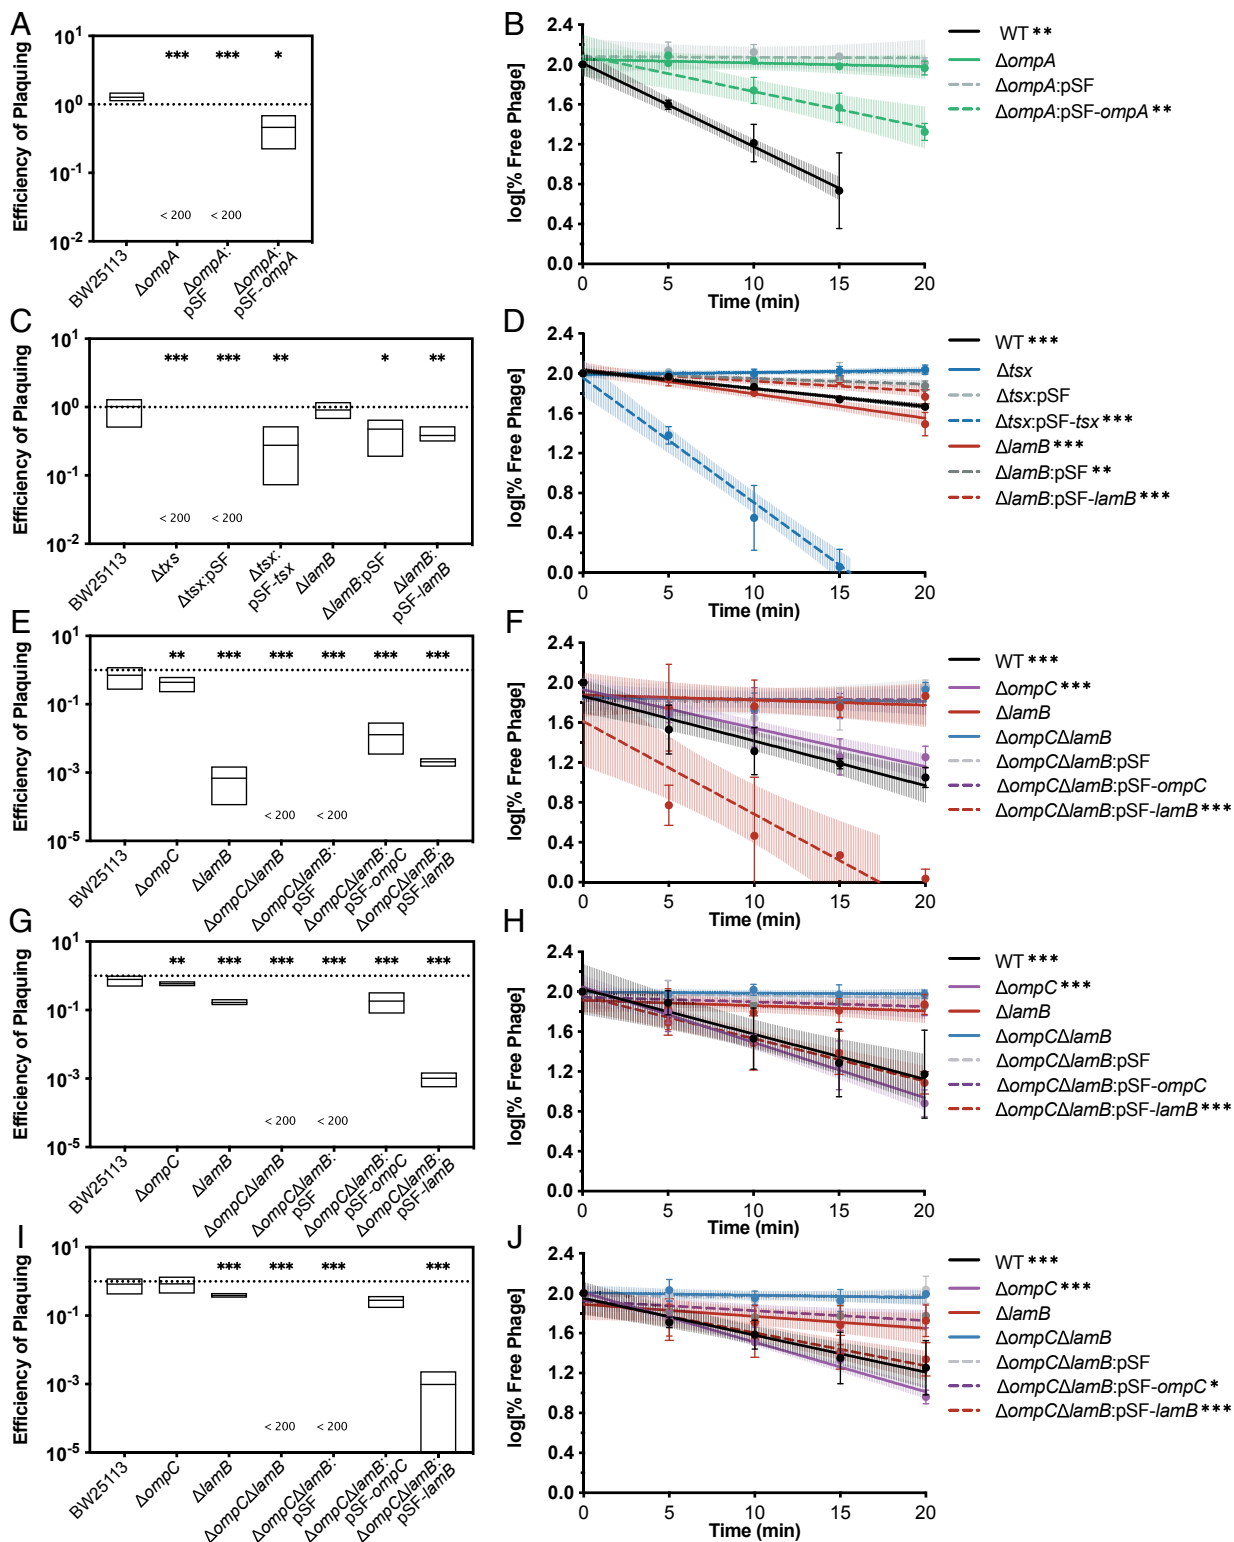 A
Efficiency of Plaquing
10^1
10^0
10^-1
10^-2
*** *** *
< 200 < 200
BW25113
ΔompA
ΔompA:
pSF
ΔompA:
pSF-ompA
B
log[% Free Phage]
2.4
2.0
1.6
1.2
0.8
0.4
0.0
0 5 10 15 20
Time (min)
WT **
ΔompA
ΔompA:pSF
ΔompA:pSF-ompA **
C
Efficiency of Plaquing
10^1
10^0
10^-1
10^-2
*** *** ** * **
< 200 < 200
BW25113
Δtxs
Δtsx:pSF
Δtsx:
pSF-tsx
ΔlamB
ΔlamB:pSF
ΔlamB:
pSF-lamB
D
log[% Free Phage]
2.4
2.0
1.6
1.2
0.8
0.4
0.0
0 5 10 15 20
Time (min)
WT ***
Δtsx
Δtsx:pSF
Δtsx:pSF-tsx ***
ΔlamB ***
ΔlamB:pSF **
ΔlamB:pSF-lamB ***
E
Efficiency of Plaquing
10^1
10^-1
10^-3
10^-5
** *** *** *** *** ***
< 200 < 200
BW25113
ΔompC
ΔlamB
ΔompCΔlamB
ΔompCΔlamB:
pSF
ΔompCΔlamB:
pSF-ompC
ΔompCΔlamB:
pSF-lamB
F
log[% Free Phage]
2.4
2.0
1.6
1.2
0.8
0.4
0.0
0 5 10 15 20
Time (min)
WT ***
ΔompC ***
ΔlamB
ΔompCΔlamB
ΔompCΔlamB:pSF
ΔompCΔlamB:pSF-ompC
ΔompCΔlamB:pSF-lamB ***
G
Efficiency of Plaquing
10^1
10^-1
10^-3
10^-5
** *** *** *** *** ***
< 200 < 200
BW25113
ΔompC
ΔlamB
ΔompCΔlamB
ΔompCΔlamB:
pSF
ΔompCΔlamB:
pSF-ompC
ΔompCΔlamB:
pSF-lamB
H
log[% Free Phage]
2.4
2.0
1.6
1.2
0.8
0.4
0.0
0 5 10 15 20
Time (min)
WT ***
ΔompC ***
ΔlamB
ΔompCΔlamB
ΔompCΔlamB:pSF
ΔompCΔlamB:pSF-ompC
ΔompCΔlamB:pSF-lamB ***
I
Efficiency of Plaquing
10^1
10^-1
10^-3
10^-5
*** *** *** ***
< 200 < 200
BW25113
ΔompC
ΔlamB
ΔompCΔlamB
ΔompCΔlamB:
pSF
ΔompCΔlamB:
pSF-ompC
ΔompCΔlamB:
pSF-lamB
J
log[% Free Phage]
2.4
2.0
1.6
1.2
0.8
0.4
0.0
0 5 10 15 20
Time (min)
WT ***
ΔompC ***
ΔlamB
ΔompCΔlamB
ΔompCΔlamB:pSF
ΔompCΔlamB:pSF-ompC *
ΔompCΔlamB:pSF-lamB ***